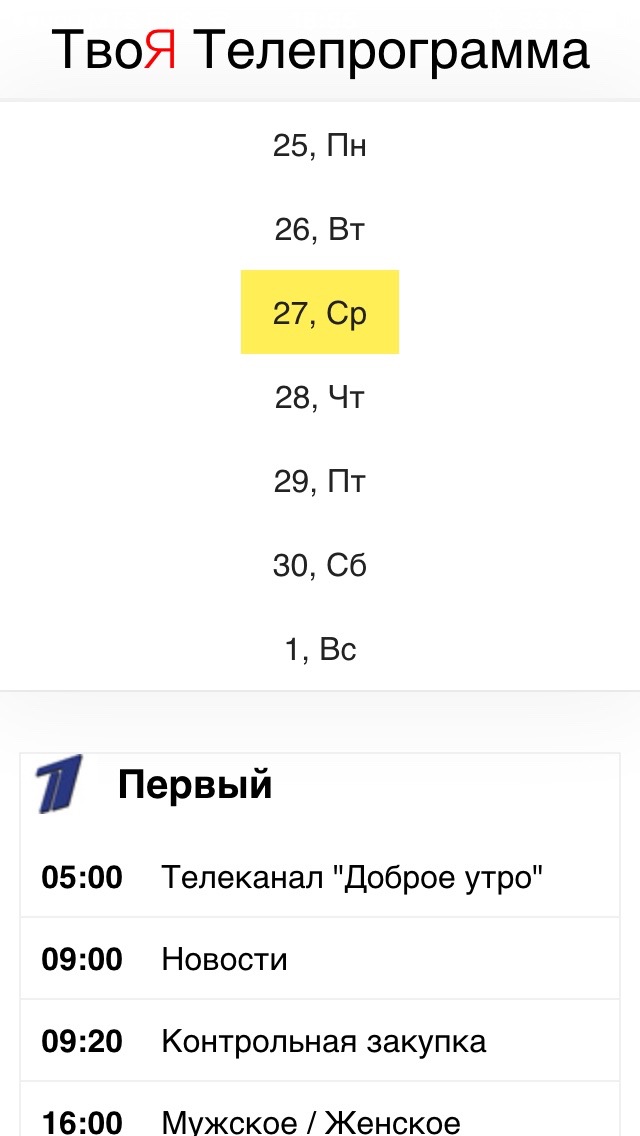 ТвоЯ Телепрограмма
25, Пн
26, Вт
27, Ср
28, Чт
29, Пт
30, Сб
1, Вс
Первый
05:00 Телеканал "Доброе утро"
09:00 Новости
09:20 Контрольная закупка
16:00 Мужское / Женское